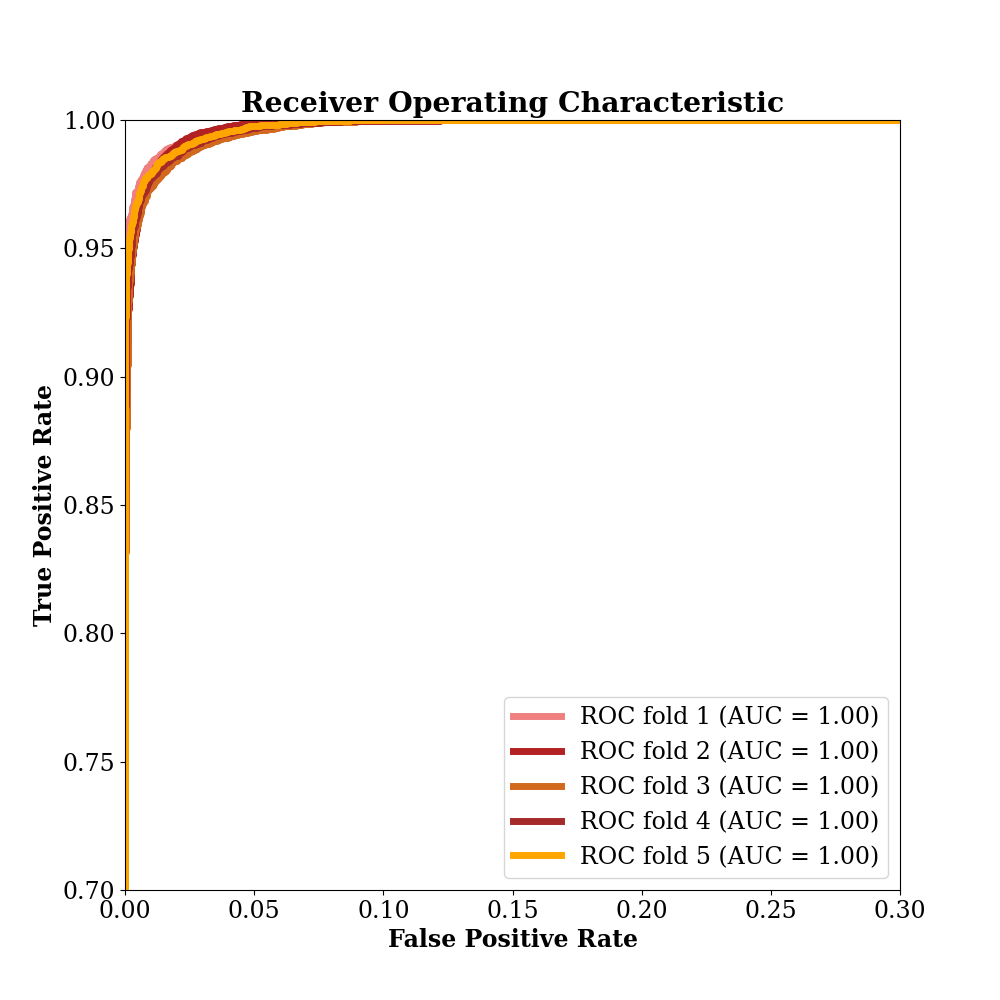 Receiver Operating Characteristic
1.00
0.95
0.90
0.85
0.80
0.75
0.70
True Positive Rate
ROC fold 1 (AUC = 1.00)
ROC fold 2 (AUC = 1.00)
ROC fold 3 (AUC = 1.00)
ROC fold 4 (AUC = 1.00)
ROC fold 5 (AUC = 1.00)
0.00 0.05 0.10 0.15 0.20 0.25 0.30
False Positive Rate